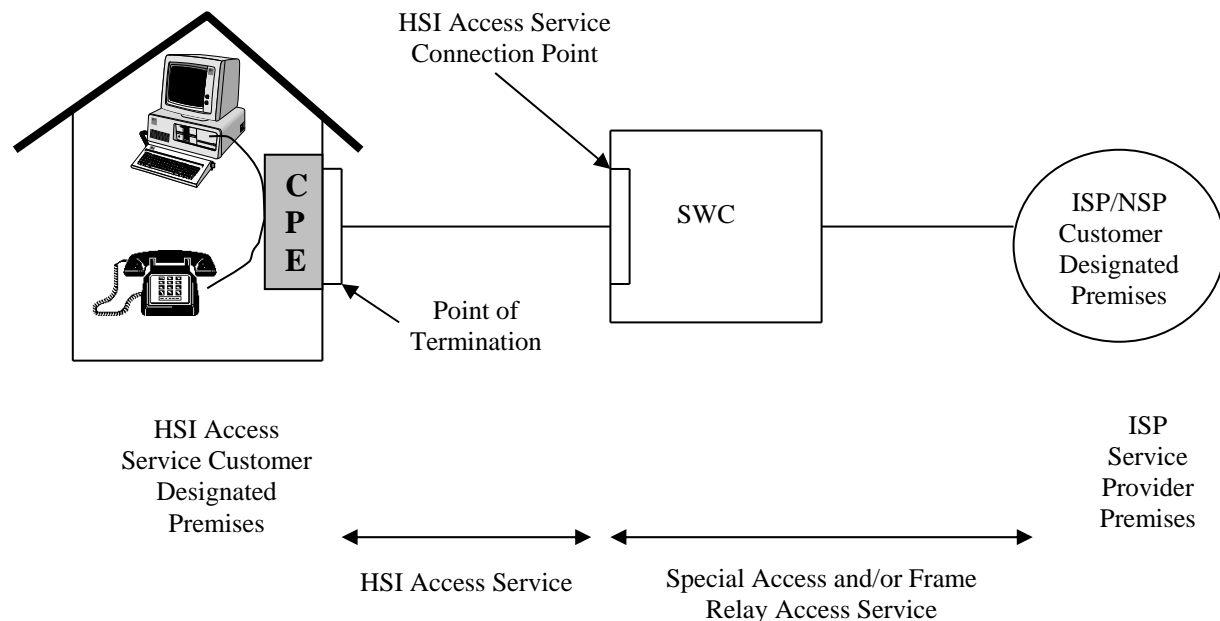 HSI Access Service
Connection Point
C
P
E
SWC
ISP/NSP
Customer
Designated
Premises
Point of
Termination
HSI Access
Service Customer
Designated
Premises
ISP
Service
Provider
Premises
HSI Access Service
Special Access and/or Frame
Relay Access Service